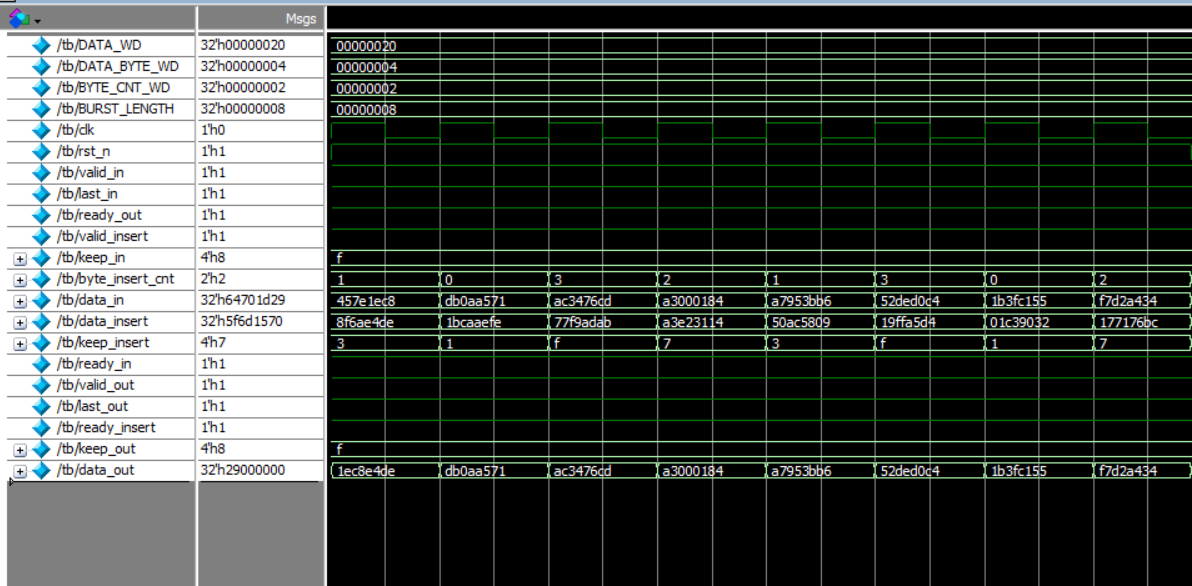 Msgs
/tb/DATA_WD 32'h00000020 00000020
/tb/DATA_BYTE_WD 32'h00000004 00000004
/tb/BYTE_CNT_WD 32'h00000002 00000002
/tb/BURST_LENGTH 32'h00000008 00000008
/tb/clk 1'h0
/tb/rst_n 1'h1
/tb/valid_in 1'h1
/tb/last_in 1'h1
/tb/ready_out 1'h1
/tb/valid_insert 1'h1
/tb/keep_in 4'h8 f
/tb/byte_insert_cnt 2'h2 1 0 3 2 1 3 0 2
/tb/data_in 32'h64701d29 457e1ec8 db0aa571 ac3476cd a3000184 a7953bb6 52ded0c4 1b3fc155 f7d2a434
/tb/data_insert 32'h5f6d1570 8f6ae4de 1bcaaefe 77f9adab a3e23114 50ac5809 19ffa5d4 01c39032 177176bc
/tb/keep_insert 4'h7 3 1 f 7 3 f 1 7
/tb/ready_in 1'h1
/tb/valid_out 1'h1
/tb/last_out 1'h1
/tb/ready_insert 1'h1
/tb/keep_out 4'h8 f
/tb/data_out 32'h29000000 1ec8e4de db0aa571 ac3476cd a3000184 a7953bb6 52ded0c4 1b3fc155 f7d2a434